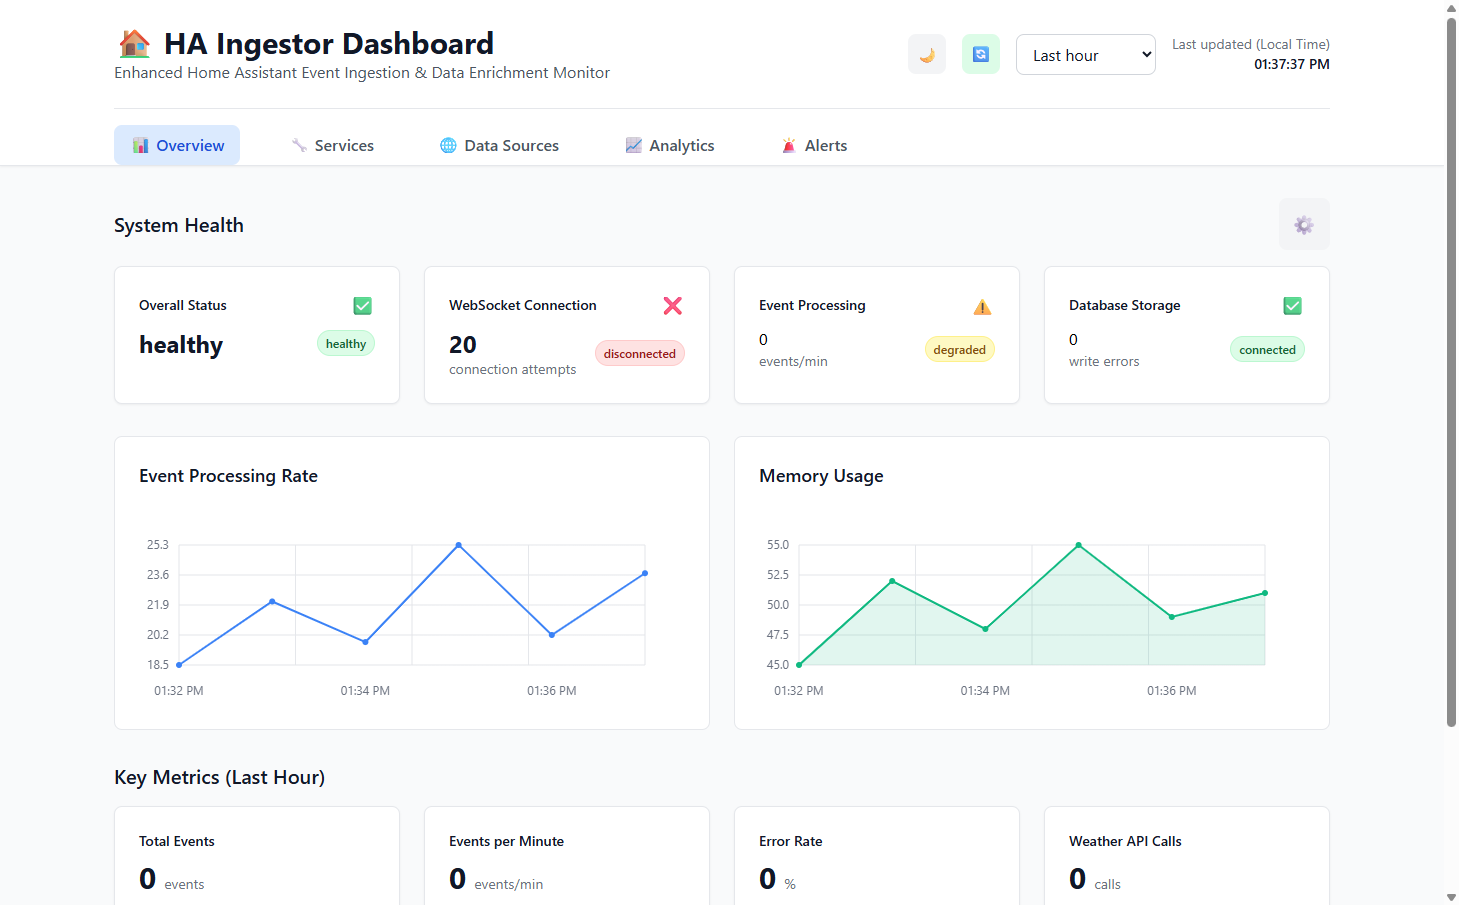 HA Ingestor Dashboard
Enhanced Home Assistant Event Ingestion & Data Enrichment Monitor
Last hour
Last updated (Local Time)
01:37:37 PM
Overview
Services
Data Sources
Analytics
Alerts
System Health
Overall Status
healthy
healthy
WebSocket Connection
20
connection attempts
disconnected
Event Processing
0
events/min
degraded
Database Storage
0
write errors
connected
Event Processing Rate
25.3
23.6
21.9
20.2
18.5
01:32 PM
01:34 PM
01:36 PM
Memory Usage
55.0
52.5
50.0
47.5
45.0
01:32 PM
01:34 PM
01:36 PM
Key Metrics (Last Hour)
Total Events
0 events
Events per Minute
0 events/min
Error Rate
0 %
Weather API Calls
0 calls